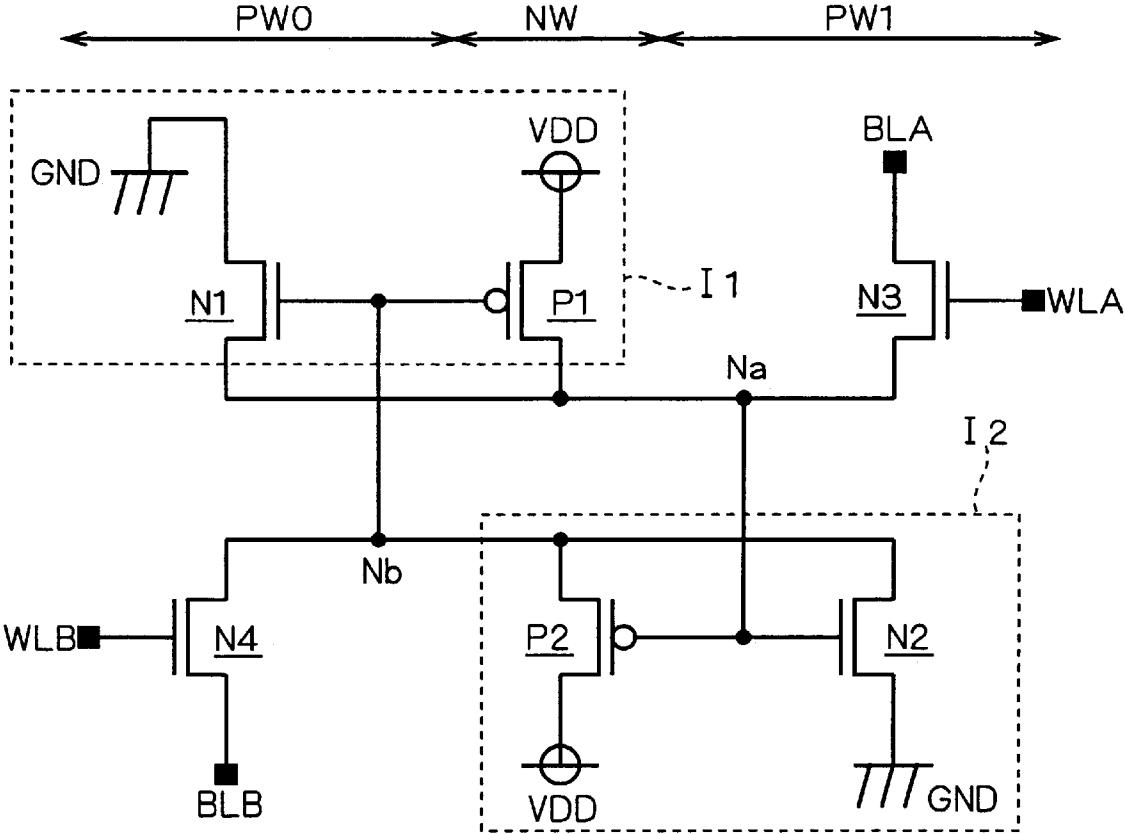 PW0 NW PW1
VDD BLA
GND
N1 P1 I1 N3 WLA
Na
I2
Nb
WLB N4 P2 N2
BLB VDD GND